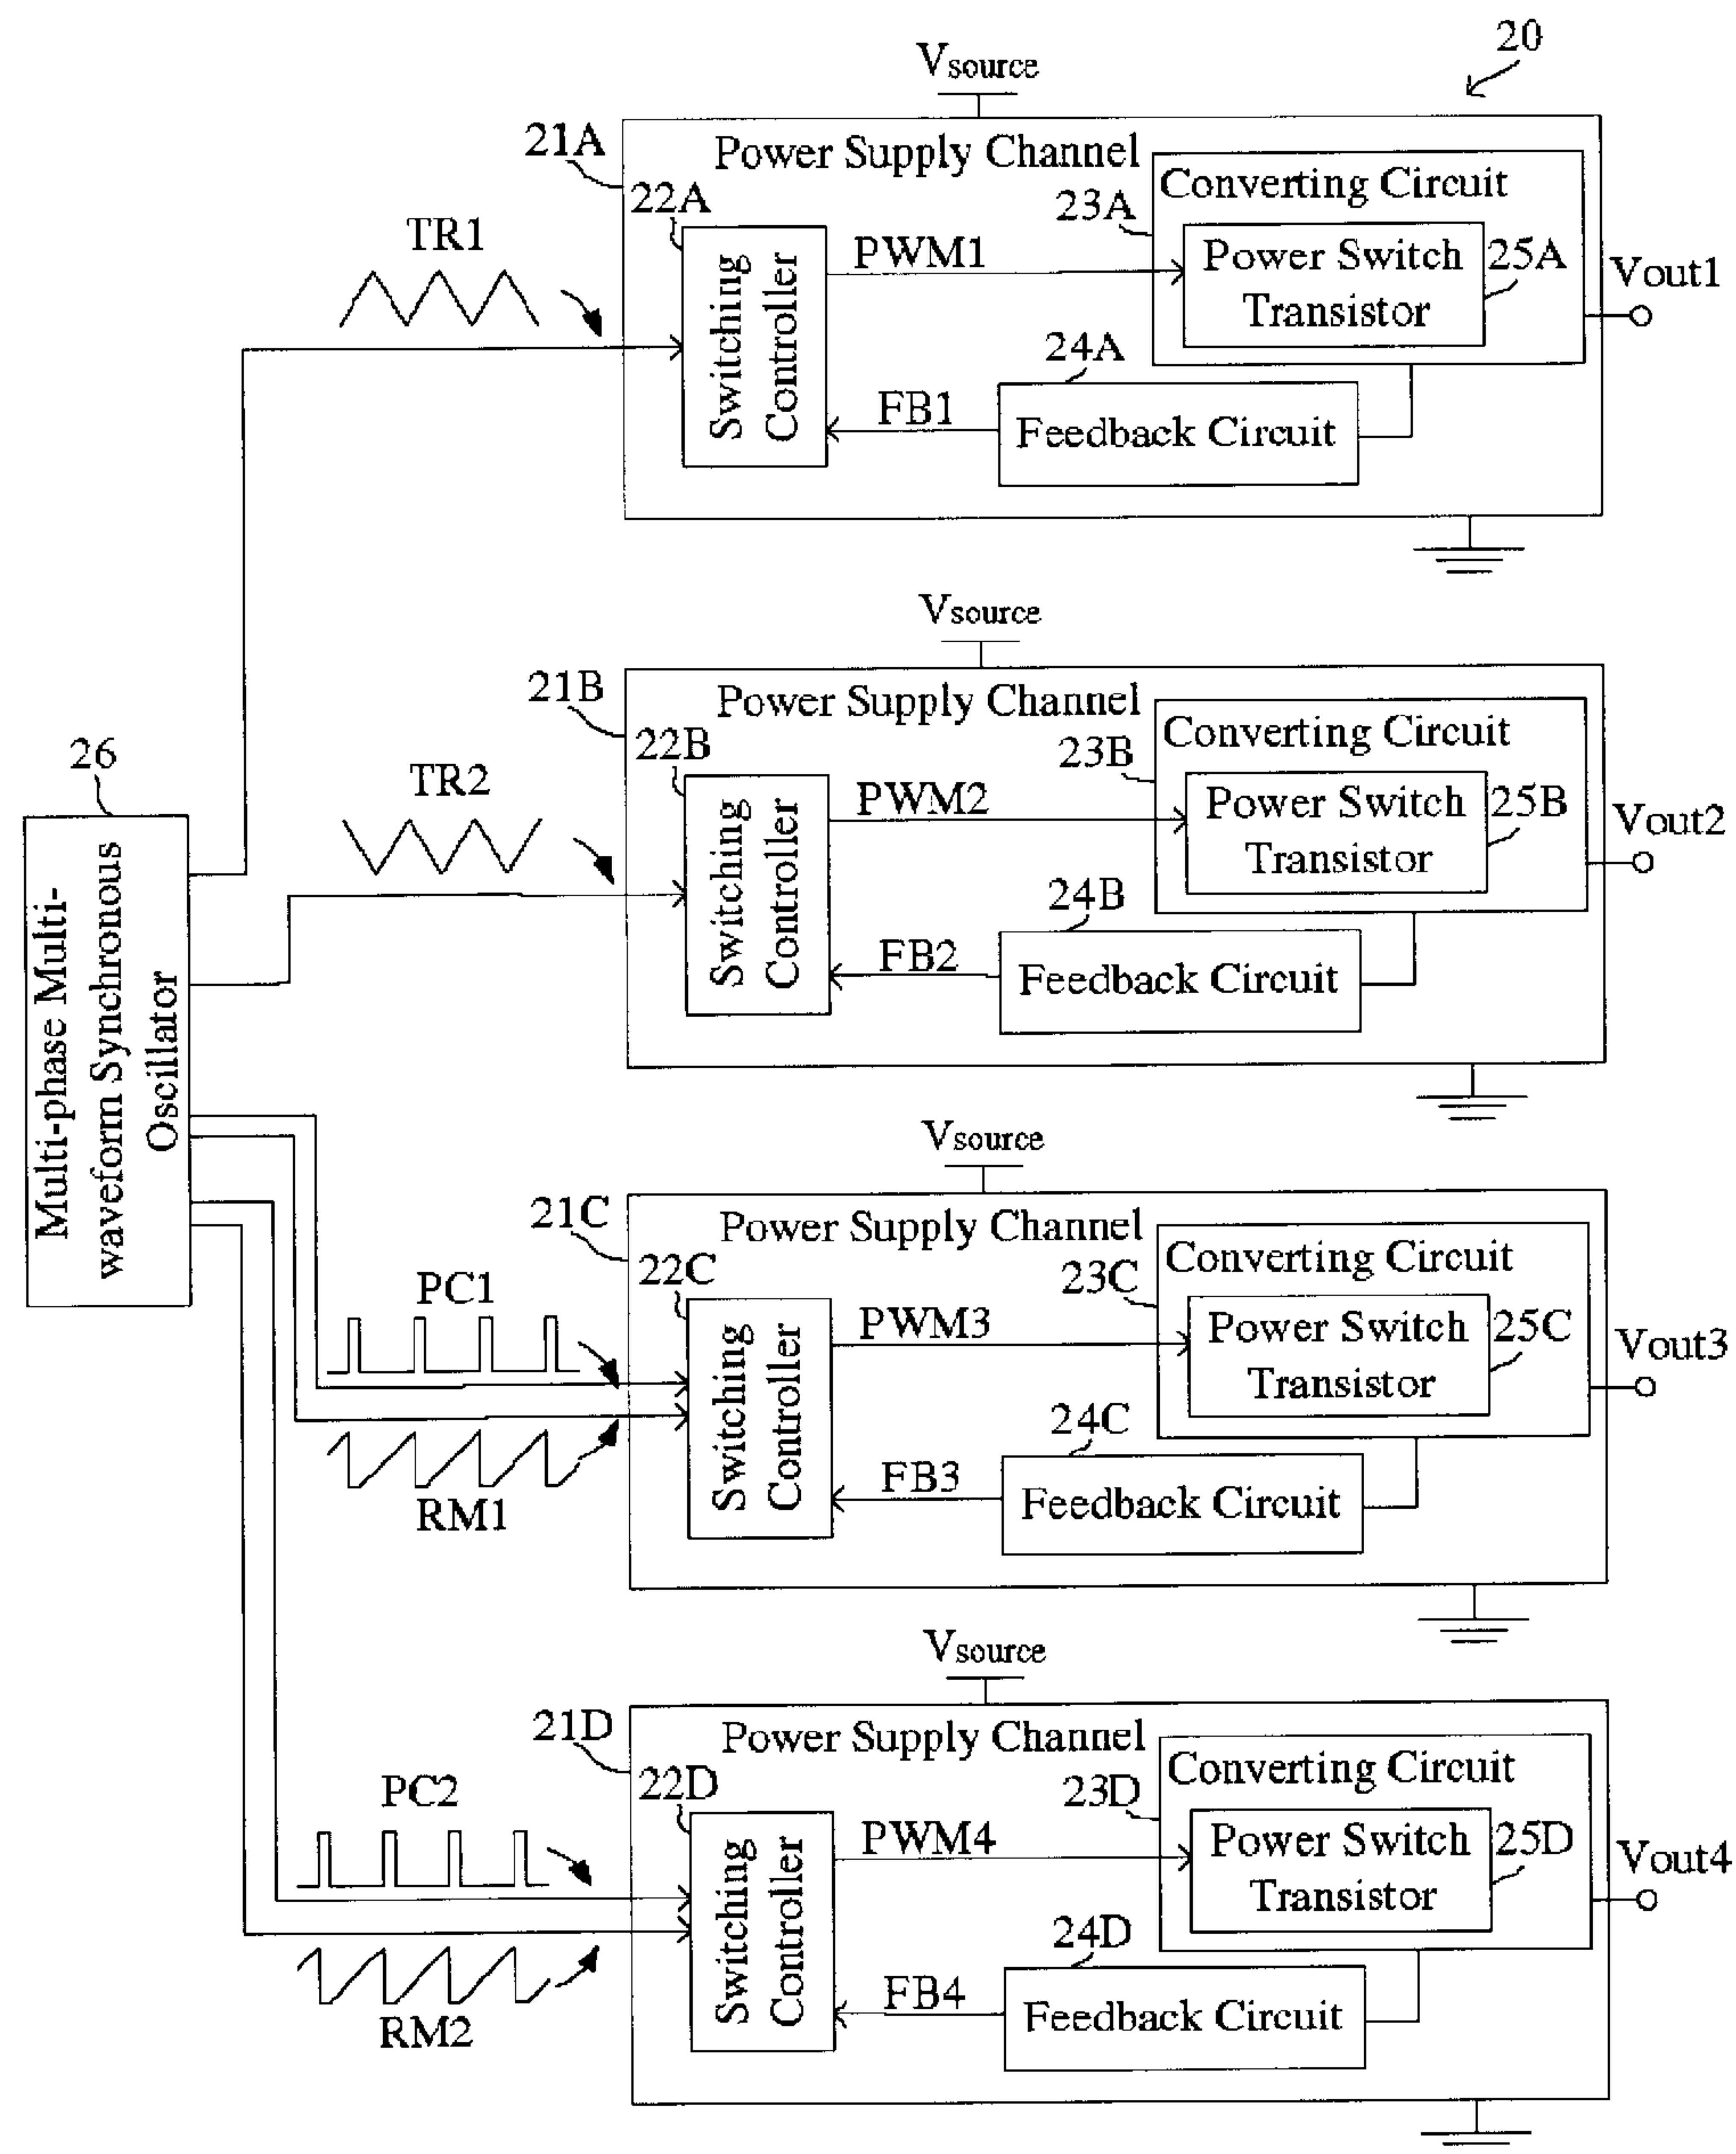 20
Vsource
21A
Power Supply Channel
22A
23A
Converting Circuit
TR1
PWM1
Power Switch
Transistor
25A
Vout1
Switching
Controller
24A
FB1
Feedback Circuit
Vsource
21B
Power Supply Channel
22B
23B
Converting Circuit
26
TR2
PWM2
Power Switch
Transistor
25B
Vout2
Switching
Controller
24B
FB2
Feedback Circuit
Multi-phase Multi-
waveform Synchronous
Oscillator
Vsource
21C
Power Supply Channel
22C
23C
Converting Circuit
PC1
PWM3
Power Switch
Transistor
25C
Vout3
Switching
Controller
24C
FB3
Feedback Circuit
RM1
Vsource
21D
Power Supply Channel
22D
23D
Converting Circuit
PC2
PWM4
Power Switch
Transistor
25D
Vout4
Switching
Controller
24D
FB4
Feedback Circuit
RM2